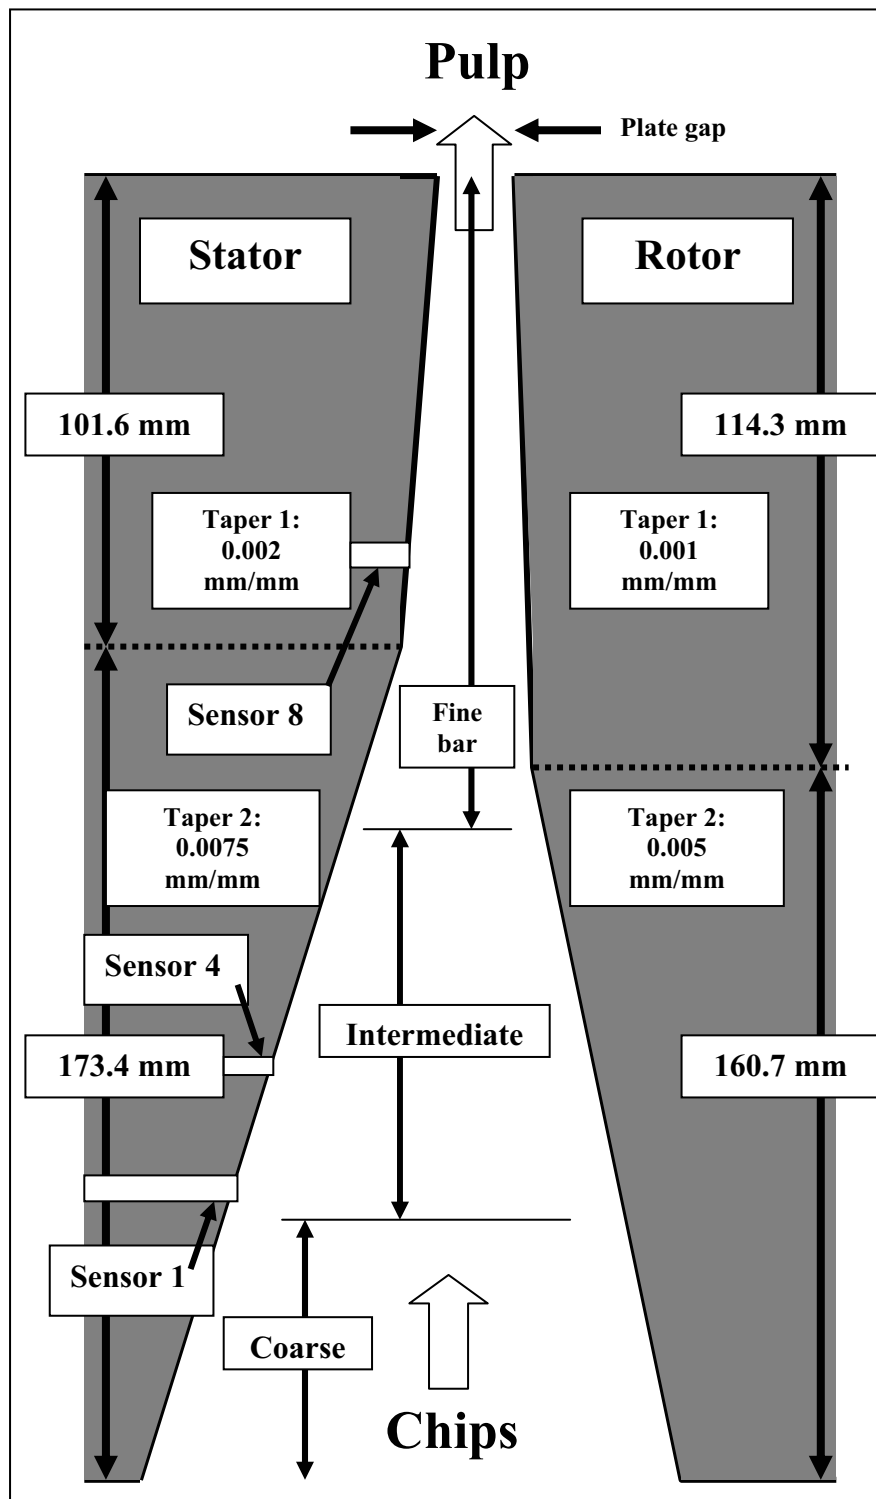 Pulp
Plate gap
Stator
Rotor
101.6 mm
114.3 mm
Taper 1:
0.002
mm/mm
Taper 1:
0.001
mm/mm
Sensor 8
Fine
bar
Taper 2:
0.0075
mm/mm
Taper 2:
0.005
mm/mm
Sensor 4
Intermediate
173.4 mm
160.7 mm
Sensor 1
Coarse
Chips